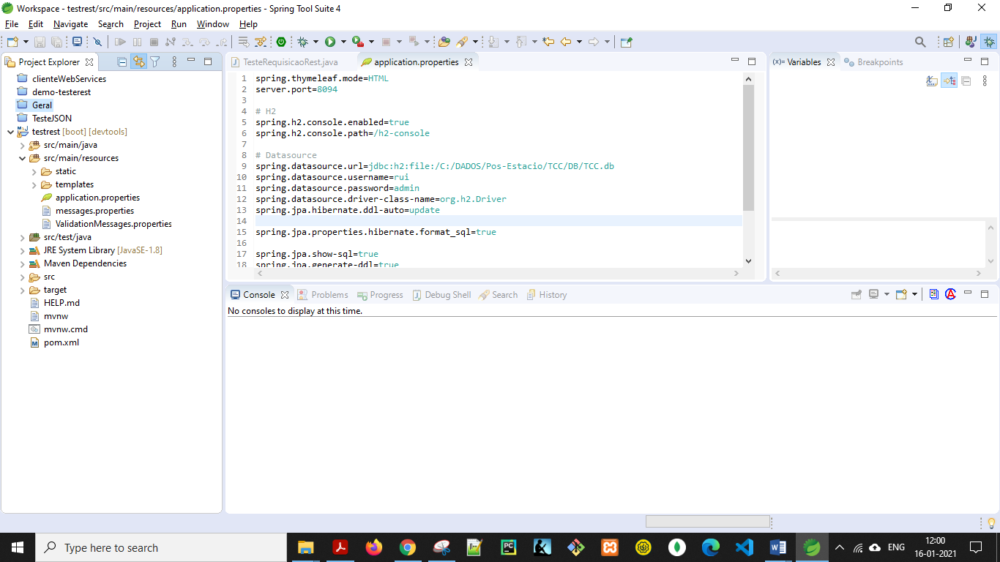 Workspace - testrest/src/main/resources/application.properties - Spring Tool Suite 4
File Edit Navigate Search Project Run Window Help
Project Explorer
clienteWebServices
demo-testerest
Geral
TesteJSON
testrest [boot] [devtools]
src/main/java
src/main/resources
static
templates
application.properties
messages.properties
ValidationMessages.properties
src/test/java
JRE System Library [JavaSE-1.8]
Maven Dependencies
src
target
HELP.md
mvnw
mvnw.cmd
pom.xml
TesteRequisicaoRest.java application.properties
1 spring.thymeleaf.mode=HTML
2 server.port=8094
3
4 # H2
5 spring.h2.console.enabled=true
6 spring.h2.console.path=/h2-console
7
8 # Datasource
9 spring.datasource.url=jdbc:h2:file:/C:/DADOS/Pos-Estacio/TCC/DB/TCC.db
10 spring.datasource.username=rui
11 spring.datasource.password=admin
12 spring.datasource.driver-class-name=org.h2.Driver
13 spring.jpa.hibernate.ddl-auto=update
14
15 spring.jpa.properties.hibernate.format_sql=true
16
17 spring.jpa.show-sql=true
18 spring.jpa.generate-ddl=true
(x)= Variables Breakpoints
Console Problems Progress Debug Shell Search History
No consoles to display at this time.
Type here to search
ENG
12:00
16-01-2021